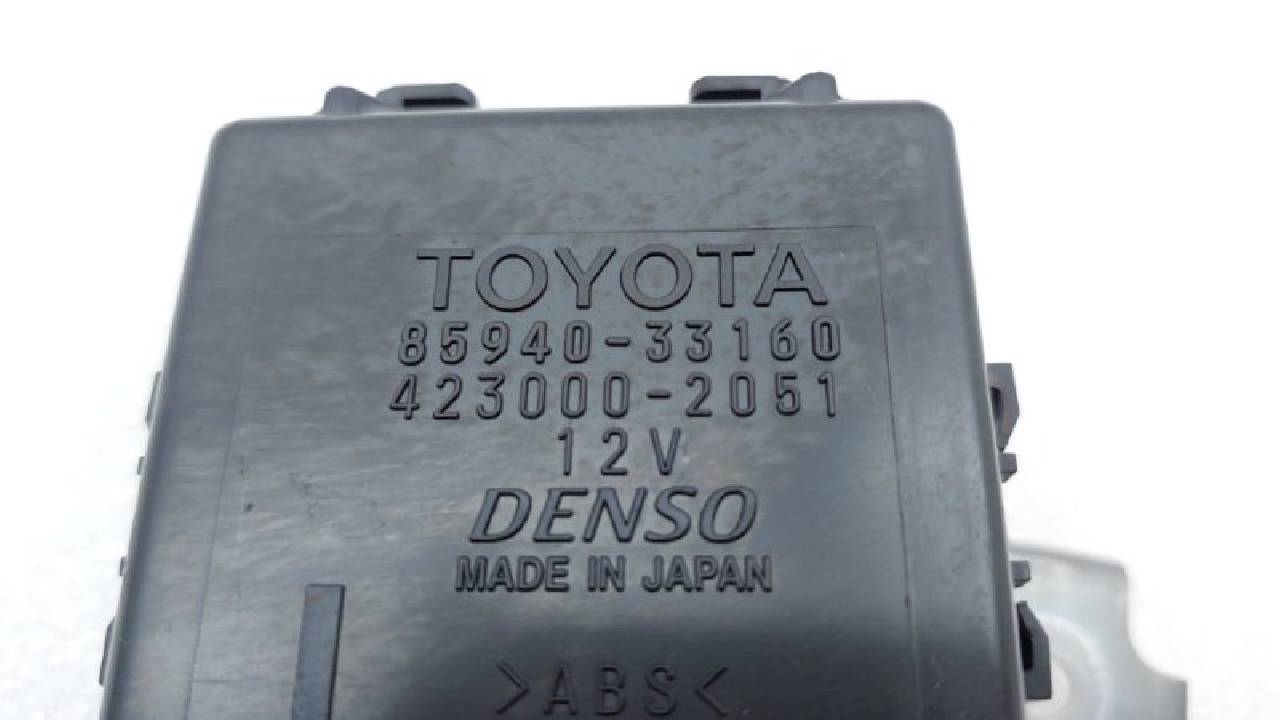 TOYOTA
85940-33160
423000-2051
12V
DENSO
MADE IN JAPAN
>ABS<